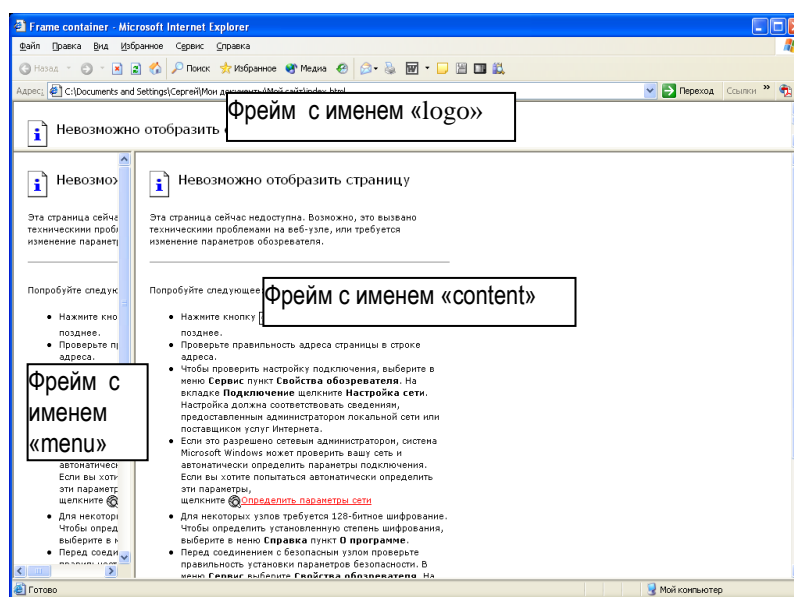 Frame container - Microsoft Internet Explorer
Файл Правка Вид Избранное Сервис Справка
Назад Поиск Избранное Медиа
Адрес: C:\Documents and Settings\Сергей\Мои документы\Мой сайт\index.html Переход Ссылки »
Фрейм с именем «logo»
Невозможно отобразить
Невозмож
Эта страница сейча
технически­ми пробл
изменение парамет
Попробуйте следую
Нажмите кно
позднее.
Проверьте п
адреса.
Фрейм с
именем
«menu»
автоматичес
Если вы хоти
эти параметр
щелкните
Для некотор
Чтобы опред
выберите в м
Перед соеди
Невозможно отобразить страницу
Эта страница сейчас недоступна. Возможно, это вызвано
техническими проблемами на веб-узле, или требуется
изменение параметров обозревателя.
Попробуйте следующее:
Фрейм с именем «content»
Нажмите кнопку
позднее.
Проверьте правильность адреса страницы в строке
адреса.
Чтобы проверить настройку подключения, выберите в
меню Сервис пункт Свойства обозревателя. На
вкладке Подключение щелкните Настройка сети.
Настройка должна соответствовать сведениям,
предоставленным администратором локальной сети или
поставщиком услуг Интернета.
Если это разрешено сетевым администратором, система
Microsoft Windows может проверить вашу сеть и
автоматически определить параметры подключения.
Если вы хотите попытаться автоматически определить
эти параметры,
щелкните Определить параметры сети
Для некоторых узлов требуется 128-битное шифрование.
Чтобы определить установленную степень шифрования,
выберите в меню Справка пункт О программе.
Перед соединением с безопасным узлом проверьте
правильность установки параметров безопасности. В
меню Сервис выберите Свойства обозревателя. На
Готово Мой компьютер